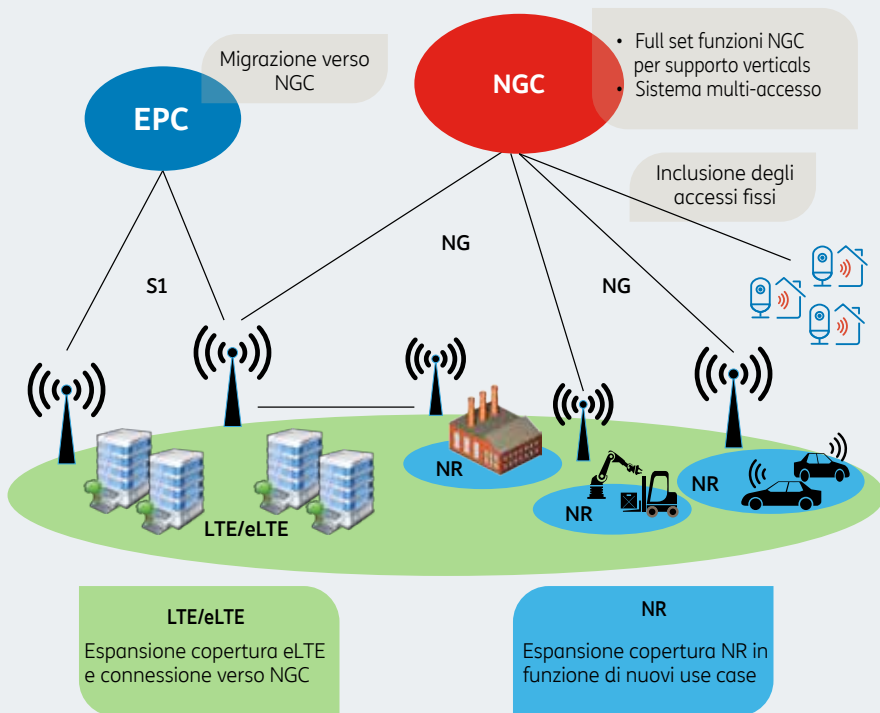 Migrazione verso
NGC
EPC
NGC
• Full set funzioni NGC
per supporto verticals
• Sistema multi-accesso
Inclusione degli
accessi fissi
NG
S1
NG
NR
NR
NR
LTE/eLTE
LTE/eLTE
Espansione copertura eLTE
e connessione verso NGC
NR
Espansione copertura NR in
funzione di nuovi use case